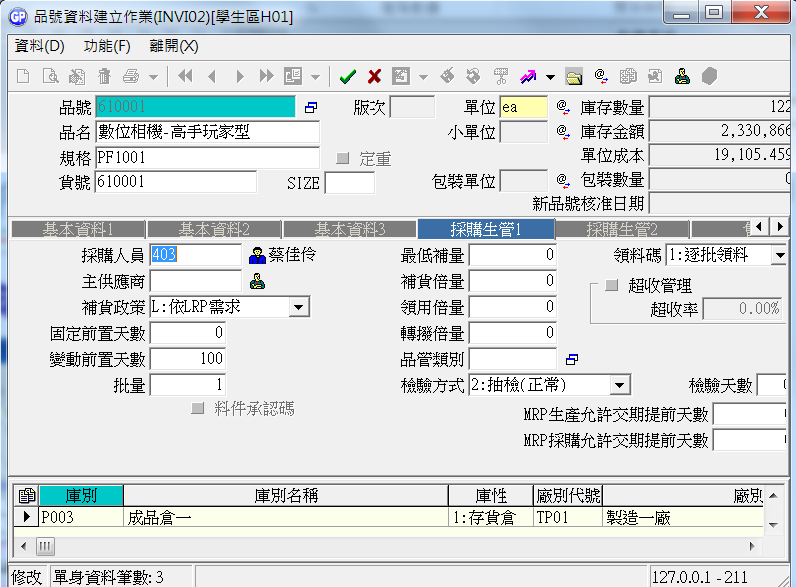 品號資料建立作業(INVI02)[學生區H01]
資料(D) 功能(F) 離開(X)
品號 610001 版次 單位 ea 庫存數量 122
品名 數位相機-高手玩家型 小單位 庫存金額 2,330,866
規格 PF1001 定重 單位成本 19,105.459
貨號 610001 SIZE 包裝單位 包裝數量 0
新品號核准日期
基本資料1 基本資料2 基本資料3 採購生管1 採購生管2
採購人員 403 蔡佳伶 最低補量 0 領料碼 1:逐批領料
主供應商 補貨倍量 0 超收管理
補貨政策 L:依LRP需求 領用倍量 0 超收率 0.00%
固定前置天數 0 轉撥倍量 0
變動前置天數 100 品管類別
批量 1 檢驗方式 2:抽檢(正常) 檢驗天數
料件承認碼 MRP生產允許交期提前天數
MRP採購允許交期提前天數
庫別 庫別名稱 庫性 廠別代號 廠別
P003 成品倉一 1:存貨倉 TP01 製造一廠
修改 單身資料筆數: 3 127.0.0.1 - 211